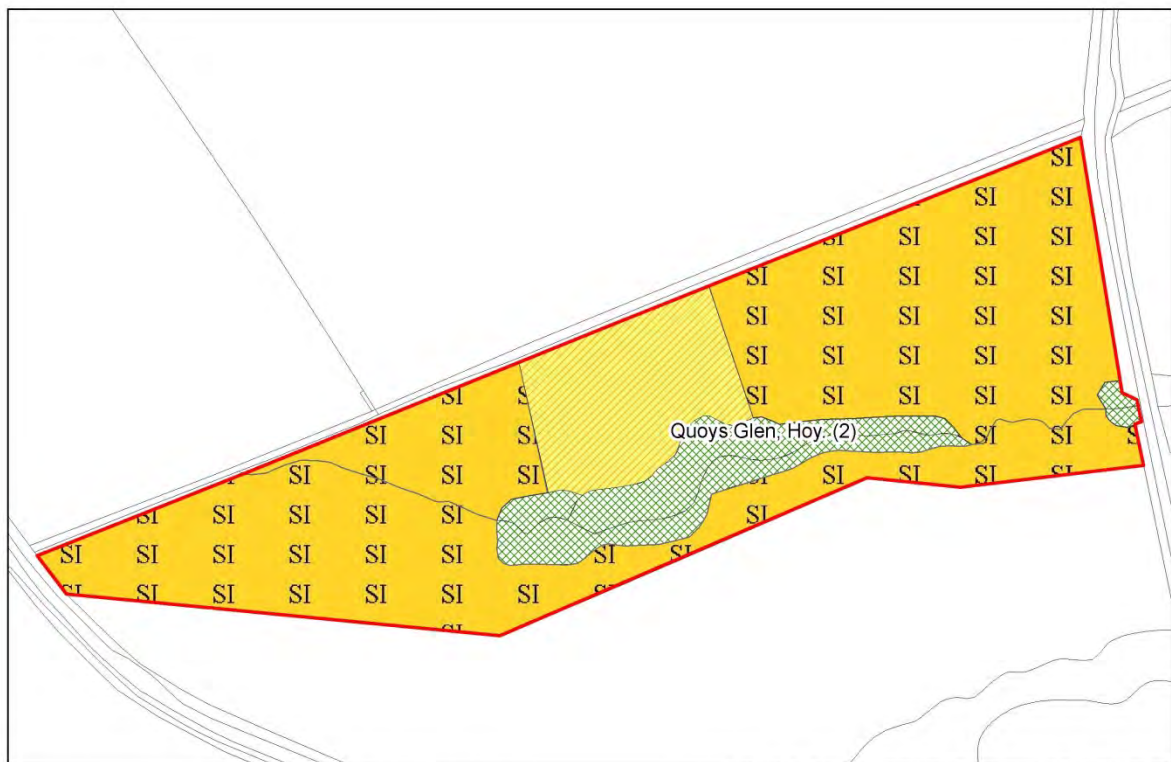 SI
SI SI
SI SI SI SI
SI SI SI SI SI
SI SI SI SI SI
SI SI SI SI SI
SI S SI SI SI SI SI
SI SI SI Quoys Glen, Hoy. (2) SI SI S
SI SI SI SI SI SI SI SI SI
SI SI SI SI SI SI
SI SI SI SI SI SI SI SI
SI SI SI SI SI SI SI
SI